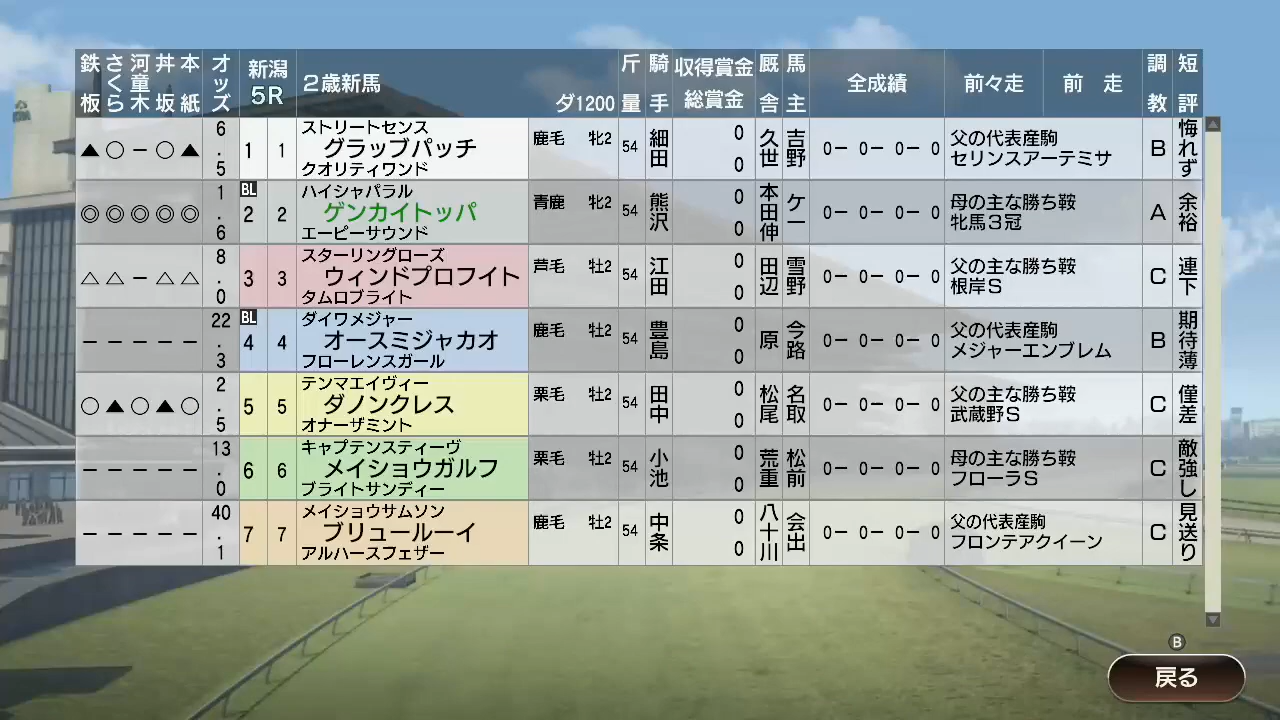 鉄板 さくら 河童木 井坂 本紙 オッズ 新潟 5R 2歳新馬 ダ1200 斤量 騎手 収得賞金 総賞金 厩舎 馬主 全成績 前々走 前走 調教 短評
▲ ○ − ○ ▲ 6.5 1 1 ストリートセンス
グラップパッチ
クオリティワンド
鹿毛 牝2 54 細田 0 0 久世 吉野 0- 0- 0- 0 父の代表産駒
セリンスアーテミサ
B 悔れず
◎ ◎ ◎ ◎ ◎ 1.6 BL 2 2 ハイシャパラル
ゲンカイトッパ
エーピーサウンド
青鹿 牝2 54 熊沢 0 0 本田伸 ケー 0- 0- 0- 0 母の主な勝ち鞍
牝馬3冠
A 余裕
△ △ − △ △ 8.0 3 3 スターリングローズ
ウィンドプロフイト
タムロブライト
芦毛 牡2 54 江田 0 0 田辺 雪野 0- 0- 0- 0 父の主な勝ち鞍
根岸S
C 連下
− − − − − 22.3 BL 4 4 ダイワメジャー
オースミジャカオ
フローレンスガール
鹿毛 牡2 54 豊島 0 0 原 今路 0- 0- 0- 0 父の代表産駒
メジャーエンブレム
B 期待薄
○ ▲ ○ ▲ ○ 2.5 5 5 テンマエイヴィー
ダノンクレス
オナーザミント
栗毛 牡2 54 田中 0 0 松尾 名取 0- 0- 0- 0 父の主な勝ち鞍
武蔵野S
C 僅差
− − − − − 13.0 6 6 キャプテンスティーヴ
メイショウガルフ
ブライトサンディー
栗毛 牡2 54 小池 0 0 荒重 松前 0- 0- 0- 0 母の主な勝ち鞍
フローラS
C 敵強し
− − − − − 40.1 7 7 メイショウサムソン
ブリュールーイ
アルハースフェザー
鹿毛 牡2 54 中条 0 0 八十川 会出 0- 0- 0- 0 父の代表産駒
フロンテアクイーン
C 見送り
B
戻る